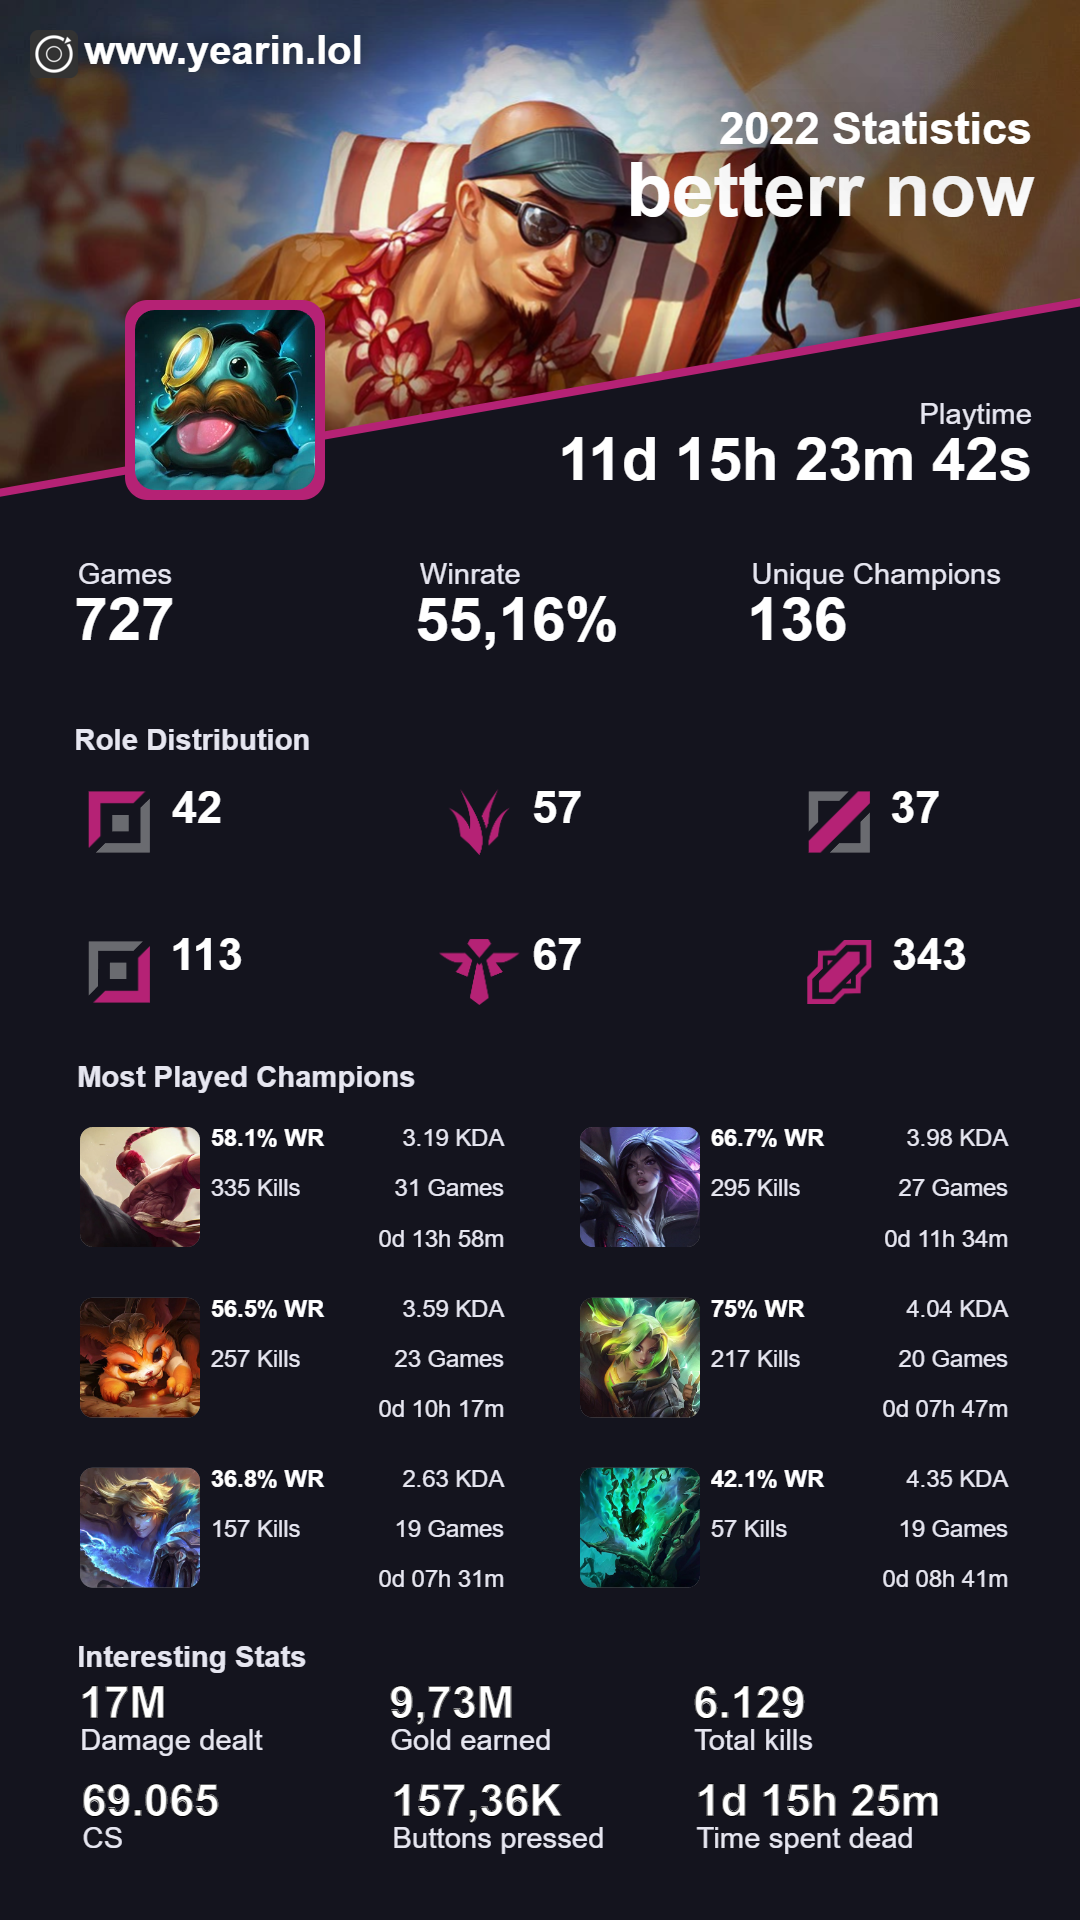 www.yearin.lol
2022 Statistics
betterr now
Playtime
11d 15h 23m 42s
Games
727
Winrate
55,16%
Unique Champions
136
Role Distribution
42
57
37
113
67
343
Most Played Champions
58.1% WR
3.19 KDA
335 Kills
31 Games
0d 13h 58m
66.7% WR
3.98 KDA
295 Kills
27 Games
0d 11h 34m
56.5% WR
3.59 KDA
257 Kills
23 Games
0d 10h 17m
75% WR
4.04 KDA
217 Kills
20 Games
0d 07h 47m
36.8% WR
2.63 KDA
157 Kills
19 Games
0d 07h 31m
42.1% WR
4.35 KDA
57 Kills
19 Games
0d 08h 41m
Interesting Stats
17M
Damage dealt
9,73M
Gold earned
6.129
Total kills
69.065
CS
157,36K
Buttons pressed
1d 15h 25m
Time spent dead